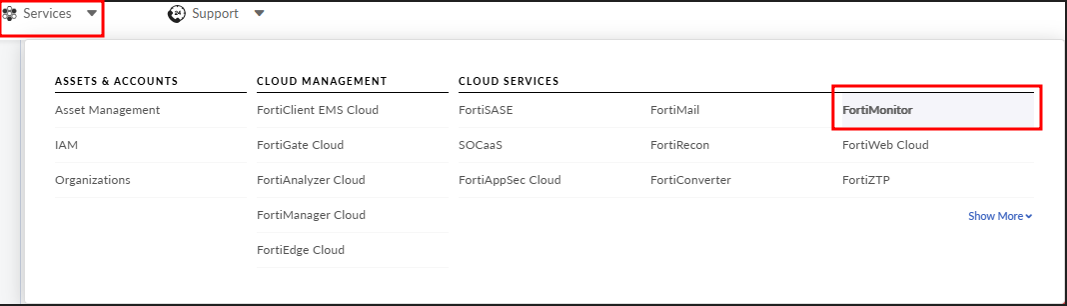 Services
24 Support
ASSETS & ACCOUNTS CLOUD MANAGEMENT CLOUD SERVICES
Asset Management FortiClient EMS Cloud FortiSASE FortiMail FortiMonitor
IAM FortiGate Cloud SOCaaS FortiRecon FortiWeb Cloud
Organizations FortiAnalyzer Cloud FortiAppSec Cloud FortiConverter FortiZTP
FortiManager Cloud Show More
FortiEdge Cloud